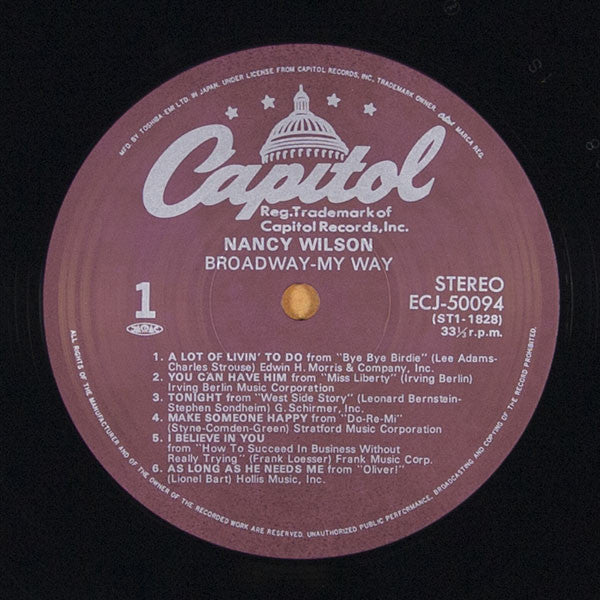 MFD. BY TOSHIBA-EMI LTD. IN JAPAN. UNDER LICENSE FROM CAPITOL RECORDS, INC. TRADEMARK OWNER. MARCA REG.
Capitol
Reg. Trademark of
Capitol Records, Inc.
NANCY WILSON
BROADWAY-MY WAY
1
STEREO
ECJ-50094
(ST1-1828)
33⅓ r.p.m.
1. A LOT OF LIVIN' TO DO from "Bye Bye Birdie" (Lee Adams-
Charles Strouse) Edwin H. Morris & Company, Inc.
2. YOU CAN HAVE HIM from "Miss Liberty" (Irving Berlin)
Irving Berlin Music Corporation
3. TONIGHT from "West Side Story" (Leonard Bernstein-
Stephen Sondheim) G. Schirmer, Inc.
4. MAKE SOMEONE HAPPY from "Do-Re-Mi"
(Styne-Comden-Green) Stratford Music Corporation
5. I BELIEVE IN YOU
from "How To Succeed In Business Without
Really Trying" (Frank Loesser) Frank Music Corp.
6. AS LONG AS HE NEEDS ME from "Oliver!"
(Lionel Bart) Hollis Music, Inc.
ALL RIGHTS OF THE MANUFACTURER AND OF THE OWNER OF THE RECORDED WORK ARE RESERVED. UNAUTHORIZED PUBLIC PERFORMANCE, BROADCASTING AND COPYING OF THE RECORD PROHIBITED.